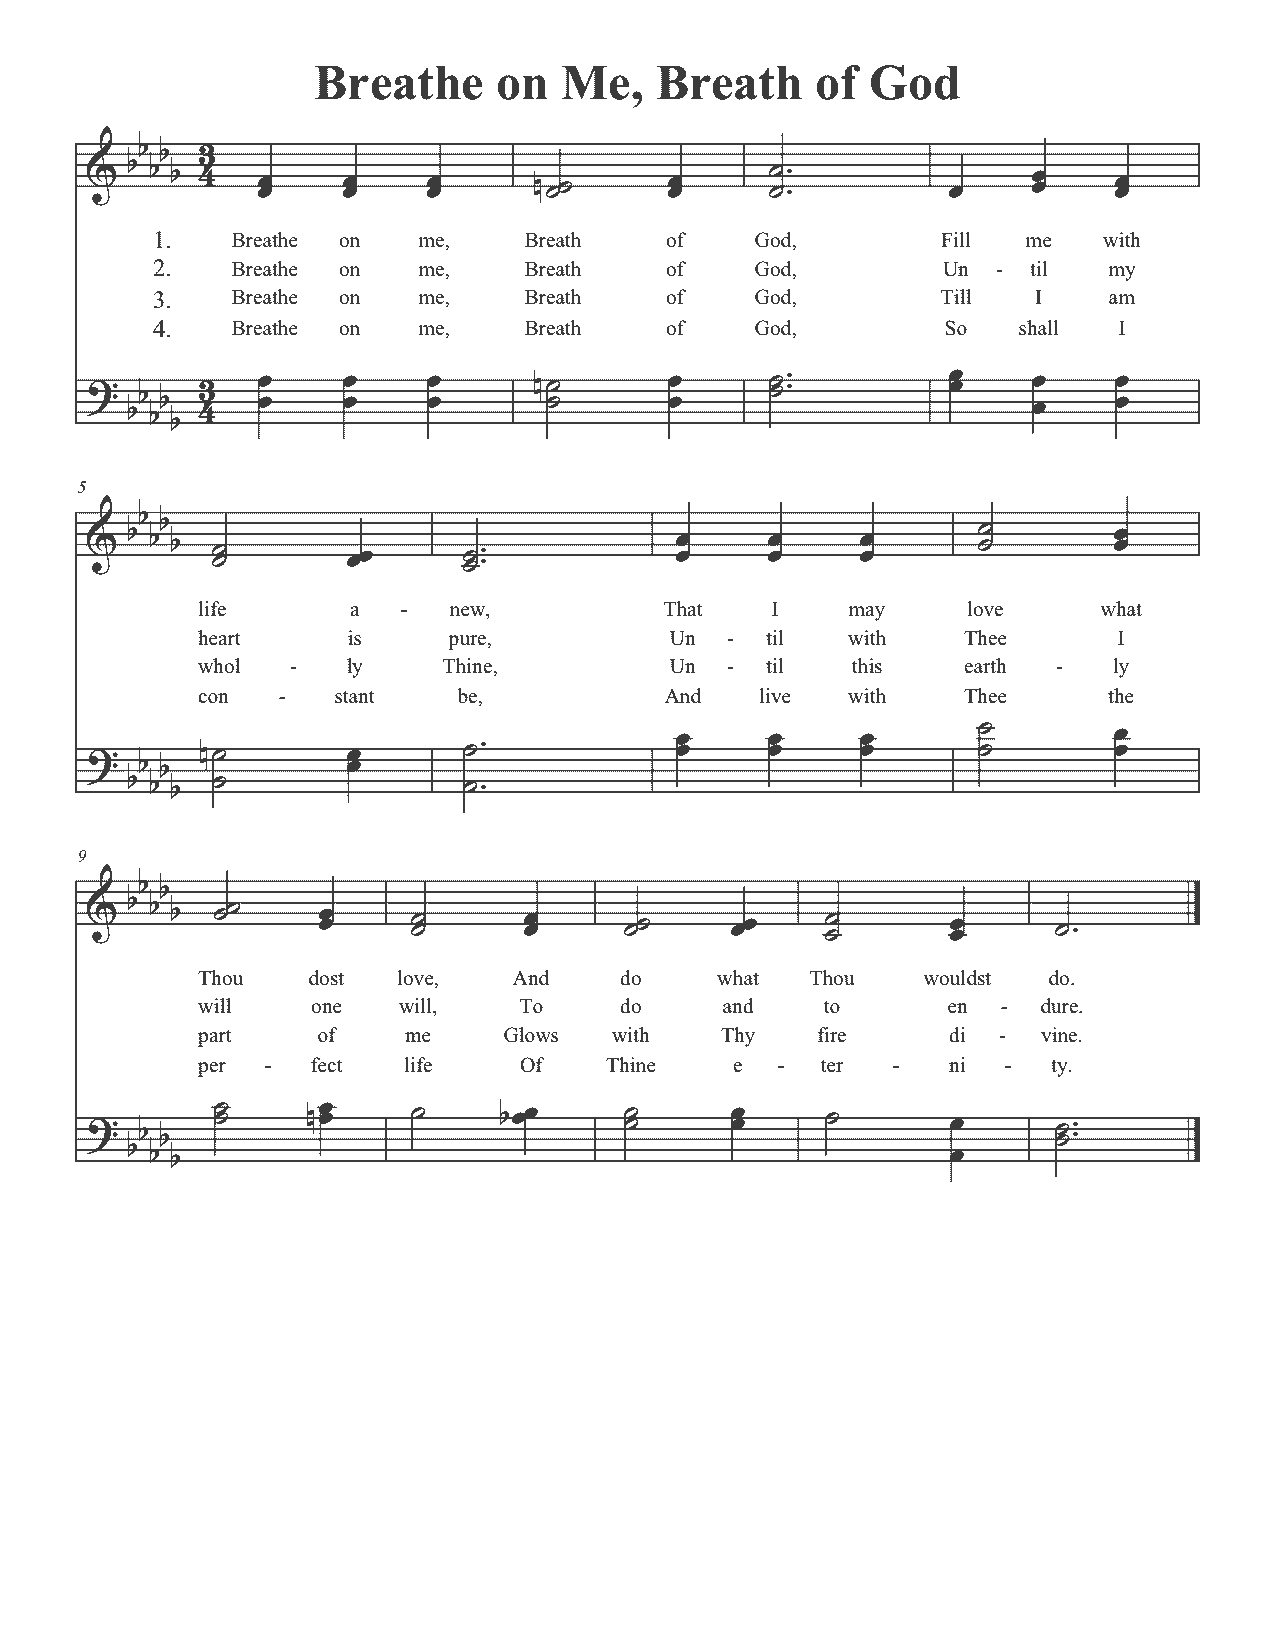 Breathe on Me, Breath of God
3
4
1. Breathe on me, Breath of God, Fill me with
2. Breathe on me, Breath of God, Un - til my
3. Breathe on me, Breath of God, Till I am
4. Breathe on me, Breath of God, So shall I
3
4
5
life a - new, That I may love what
heart is pure, Un - til with Thee I
whol - ly Thine, Un - til this earth - ly
con - stant be, And live with Thee the
9
Thou dost love, And do what Thou wouldst do.
will one will, To do and to en - dure.
part of me Glows with Thy fire di - vine.
per - fect life Of Thine e - ter - ni - ty.